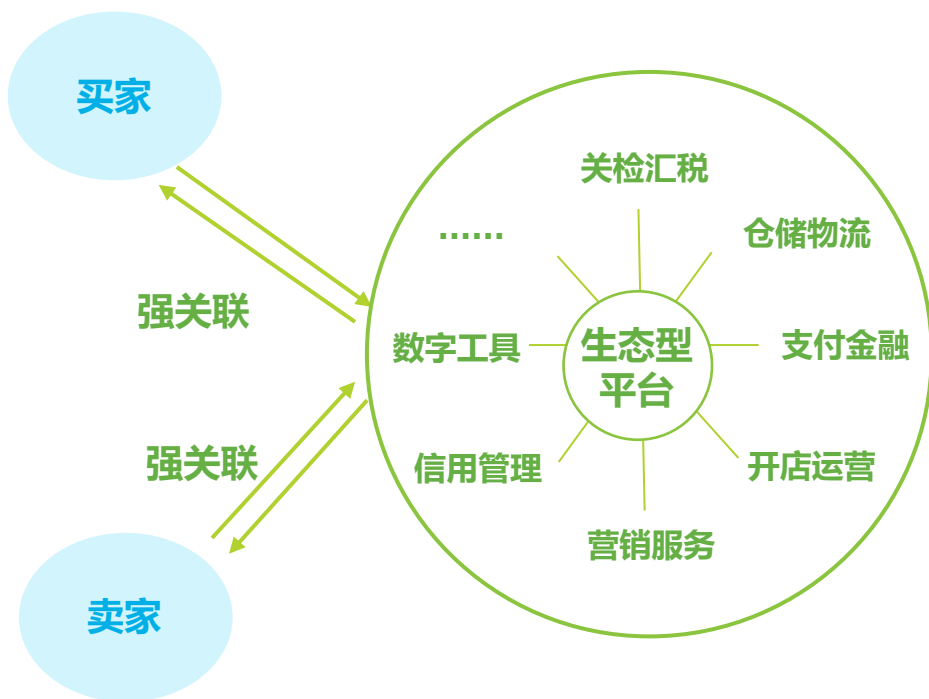 买家
关检汇税
……
仓储物流
强关联
数字工具
生态型
平台
支付金融
强关联
信用管理
开店运营
营销服务
卖家